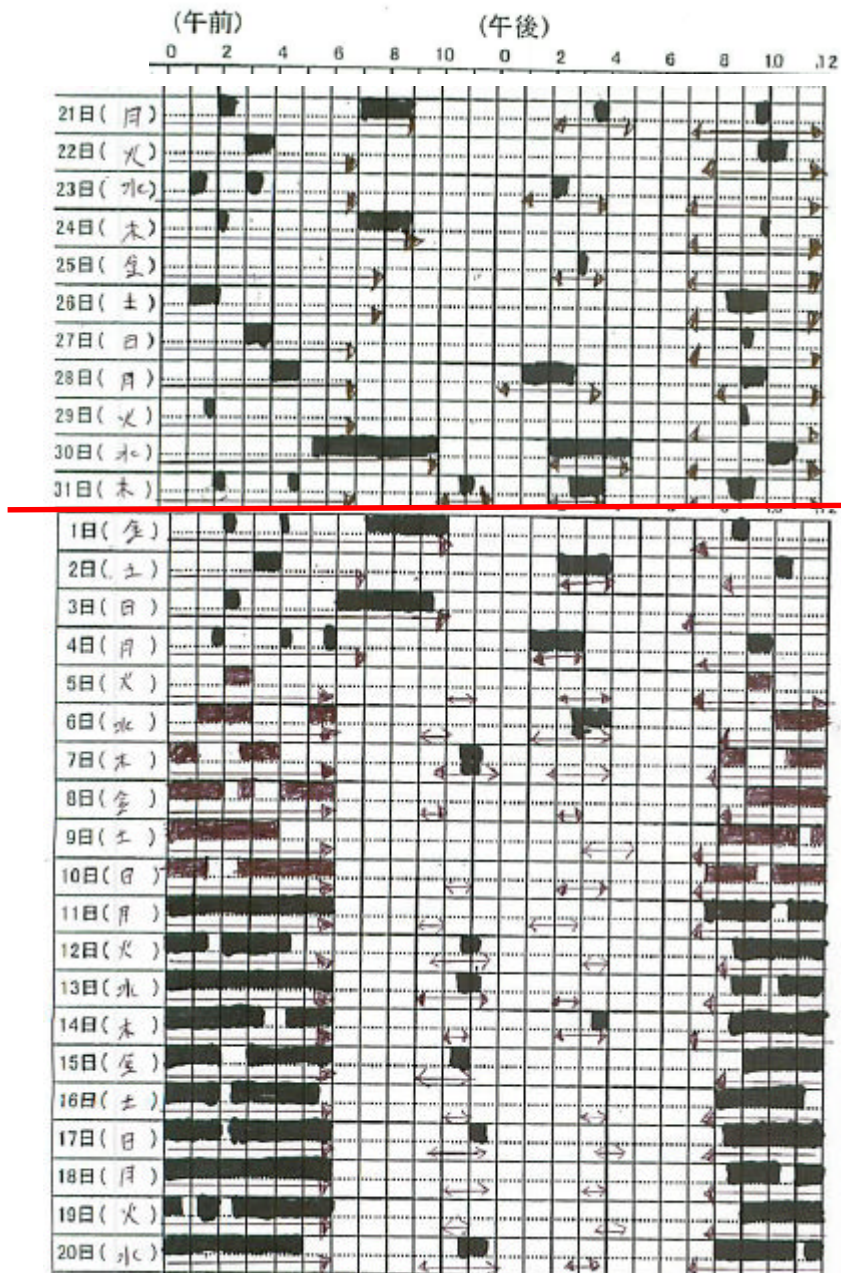 (午前) (午後)
0 2 4 6 8 10 0 2 4 6 8 10 12
21日(月)
22日(火)
23日(水)
24日(木)
25日(金)
26日(土)
27日(日)
28日(月)
29日(火)
30日(水)
31日(木)
1日(金)
2日(土)
3日(日)
4日(月)
5日(火)
6日(水)
7日(木)
8日(金)
9日(土)
10日(日)
11日(月)
12日(火)
13日(水)
14日(木)
15日(金)
16日(土)
17日(日)
18日(月)
19日(火)
20日(水)